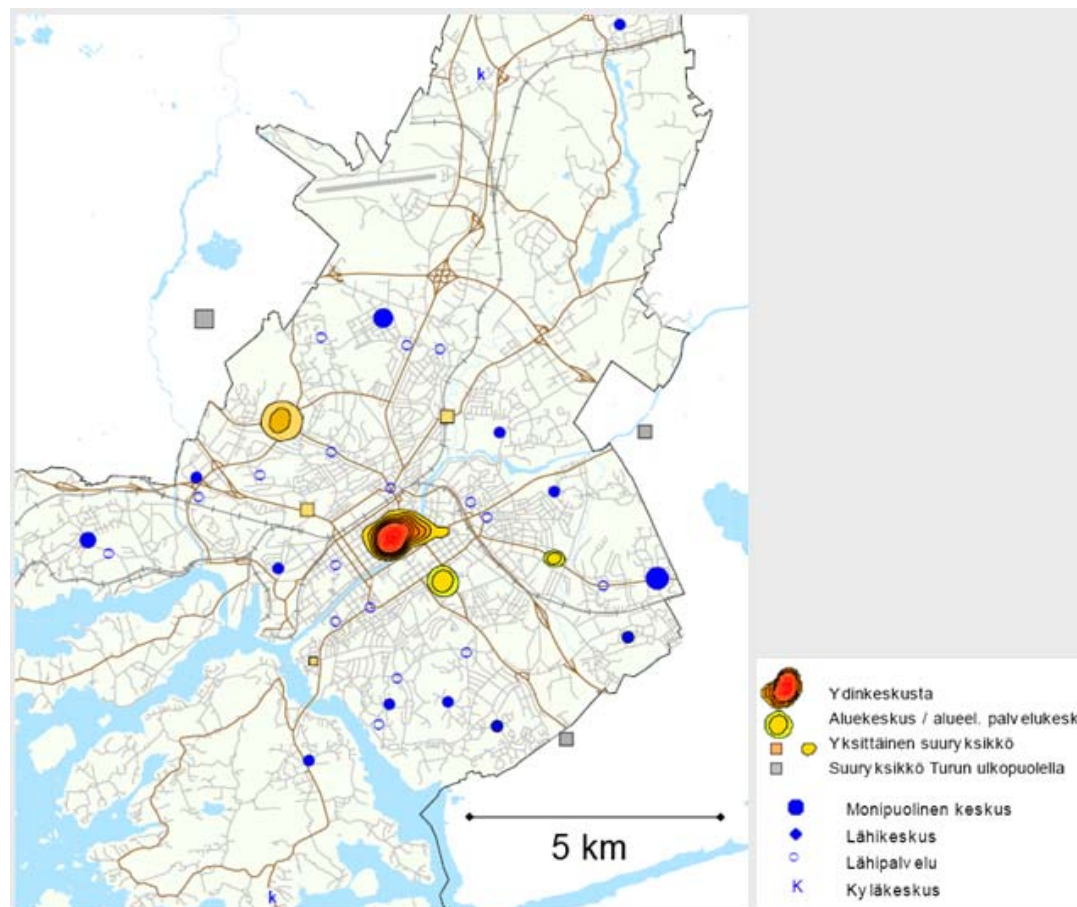 k
5 km
k
Ydinkeskusta
Aluekeskus / alueel. palvelukesk
Yksittäinen suuryksikkö
Suuryksikkö Turun ulkopuolella
Monipuolinen keskus
Lähikeskus
Lähipalvelu
K Kyläkeskus